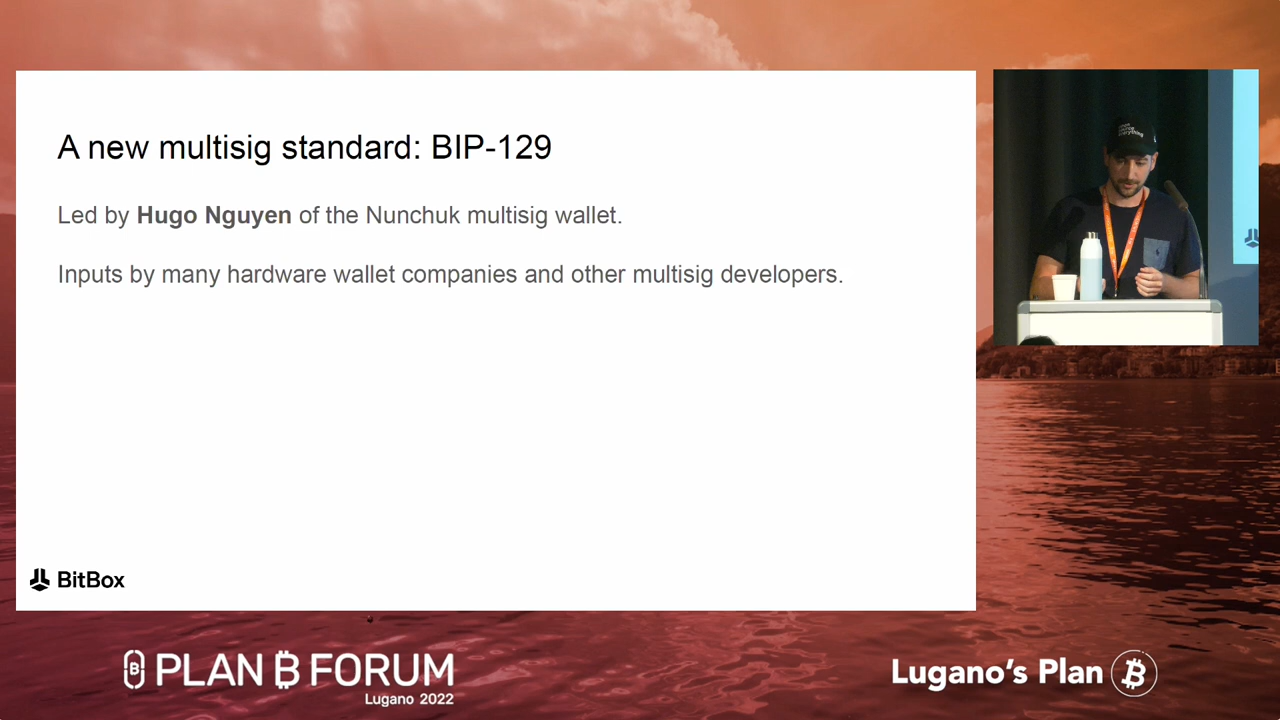 A new multisig standard: BIP-129
Led by Hugo Nguyen of the Nunchuk multisig wallet.
Inputs by many hardware wallet companies and other multisig developers.
BitBox
PLAN B FORUM
Lugano 2022
Lugano's Plan B